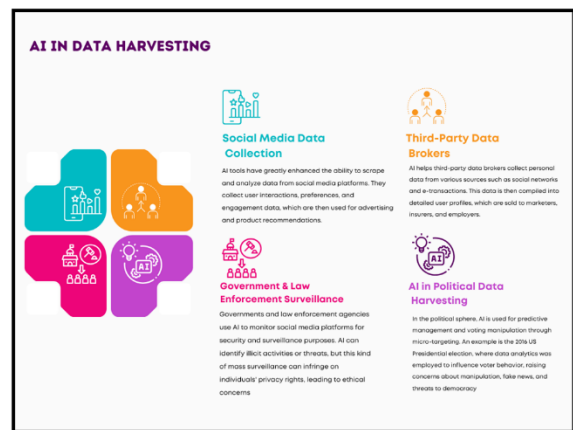 AI IN DATA HARVESTING
Social Media Data
Collection
AI tools have greatly enhanced the ability to scrape
and analyze data from social media platforms. They
collect user interactions, preferences, and
engagement data, which are then used for advertising
and product recommendations.
Third-Party Data
Brokers
AI helps third-party data brokers collect personal
data from various sources such as social networks
and e-transactions. This data is then compiled into
detailed user profiles, which are sold to marketers,
insurers, and employers.
Government & Law
Enforcement Surveillance
Governments and law enforcement agencies
use AI to monitor social media platforms for
security and surveillance purposes. AI can
identify illicit activities or threats, but this kind
of mass surveillance can infringe on
individuals' privacy rights, leading to ethical
concerns
AI in Political Data
Harvesting
In the political sphere, AI is used for predictive
management and voting manipulation through
micro-targeting. An example is the 2016 US
Presidential election, where data analytics was
employed to influence voter behavior, raising
concerns about manipulation, fake news, and
threats to democracy
AI
AI